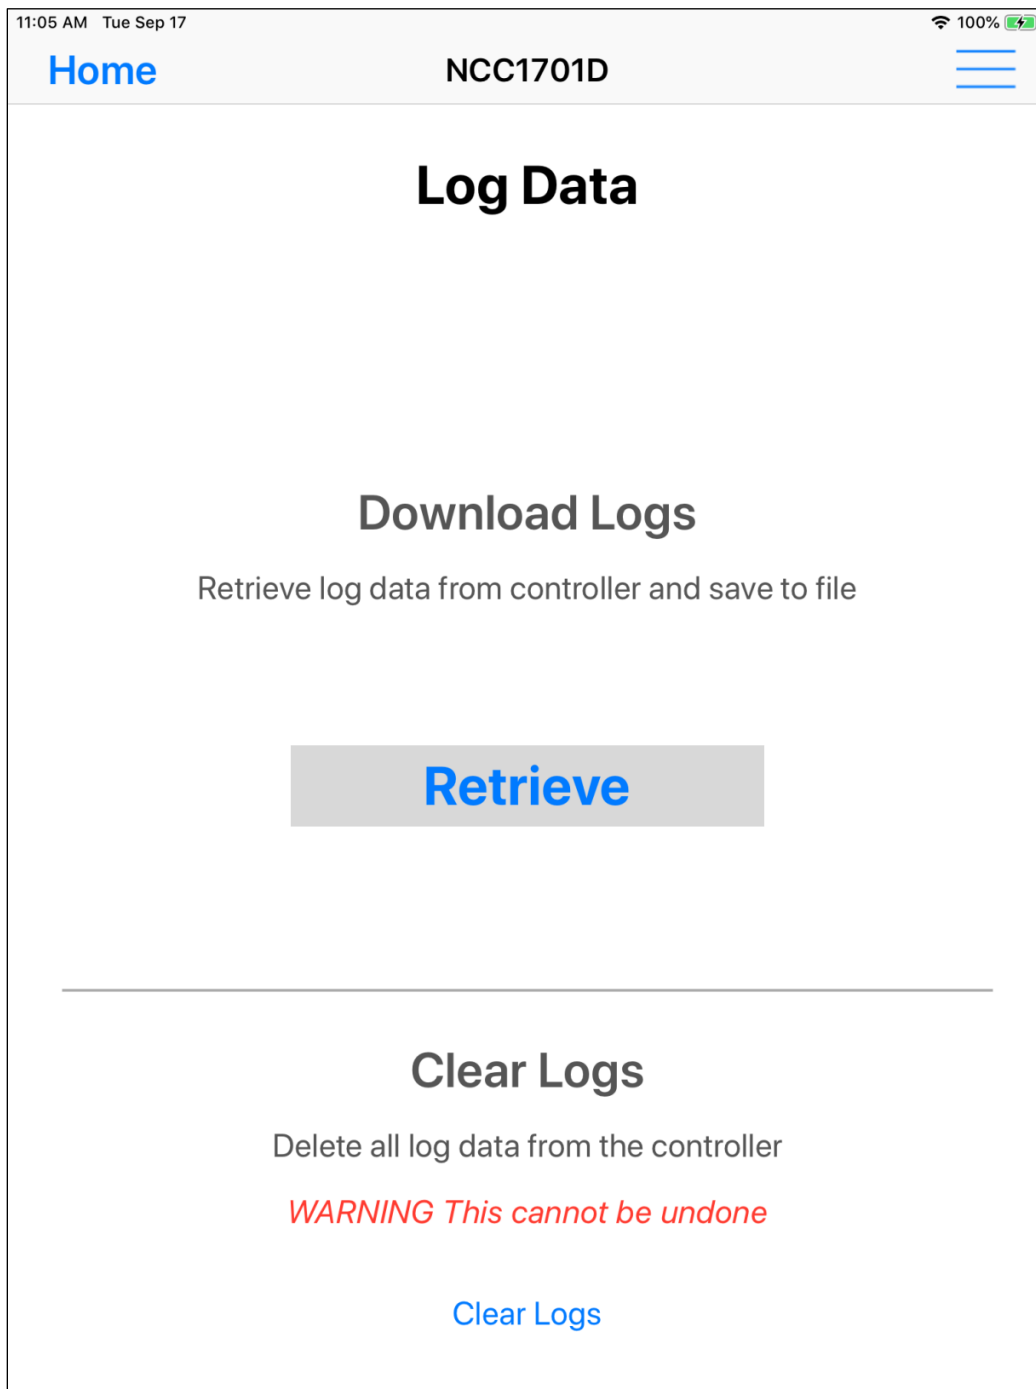 11:05 AM Tue Sep 17 100%
Home NCC1701D
Log Data
Download Logs
Retrieve log data from controller and save to file
Retrieve
Clear Logs
Delete all log data from the controller
WARNING This cannot be undone
Clear Logs